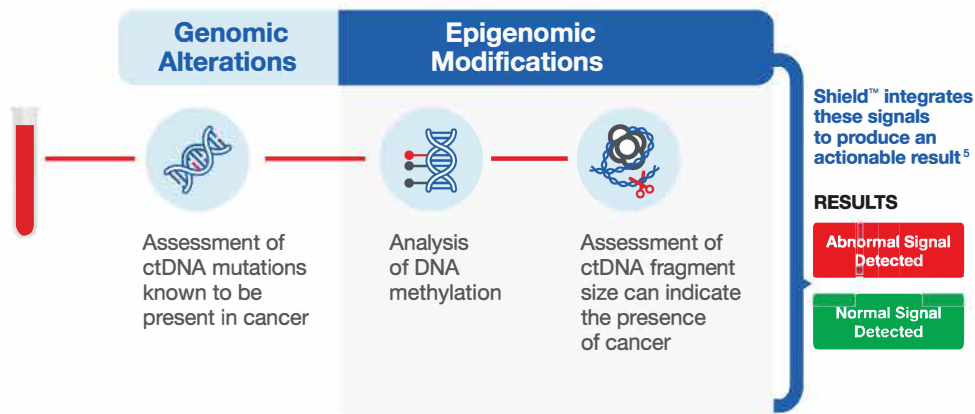 Genomic
Alterations
Epigenomic
Modifications
Assessment of
ctDNA mutations
known to be
present in cancer
Analysis
of DNA
methylation
Assessment of
ctDNA fragment
size can indicate
the presence
of cancer
Shield™ integrates
these signals
to produce an
actionable result⁵
RESULTS
Abnormal Signal
Detected
Normal Signal
Detected